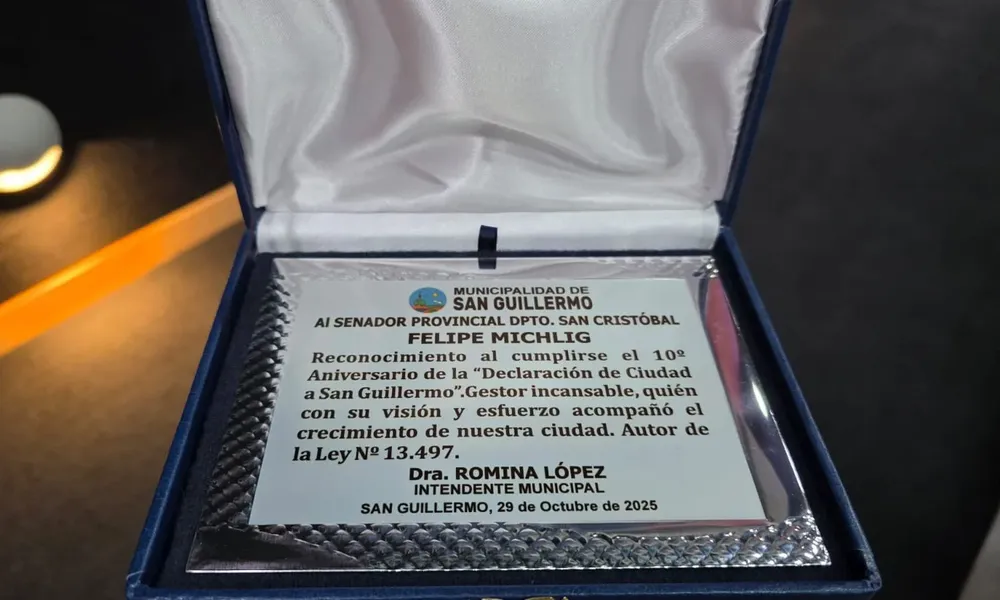 MUNICIPALIDAD DE
SAN GUILLERMO
Al SENADOR PROVINCIAL DPTO. SAN CRISTÓBAL
FELIPE MICHLIG
Reconocimiento al cumplirse el 10º
Aniversario de la "Declaración de Ciudad
a San Guillermo".Gestor incansable, quién
con su visión y esfuerzo acompañó el
crecimiento de nuestra ciudad. Autor de
la Ley Nº 13.497.
Dra. ROMINA LÓPEZ
INTENDENTE MUNICIPAL
SAN GUILLERMO, 29 de Octubre de 2025